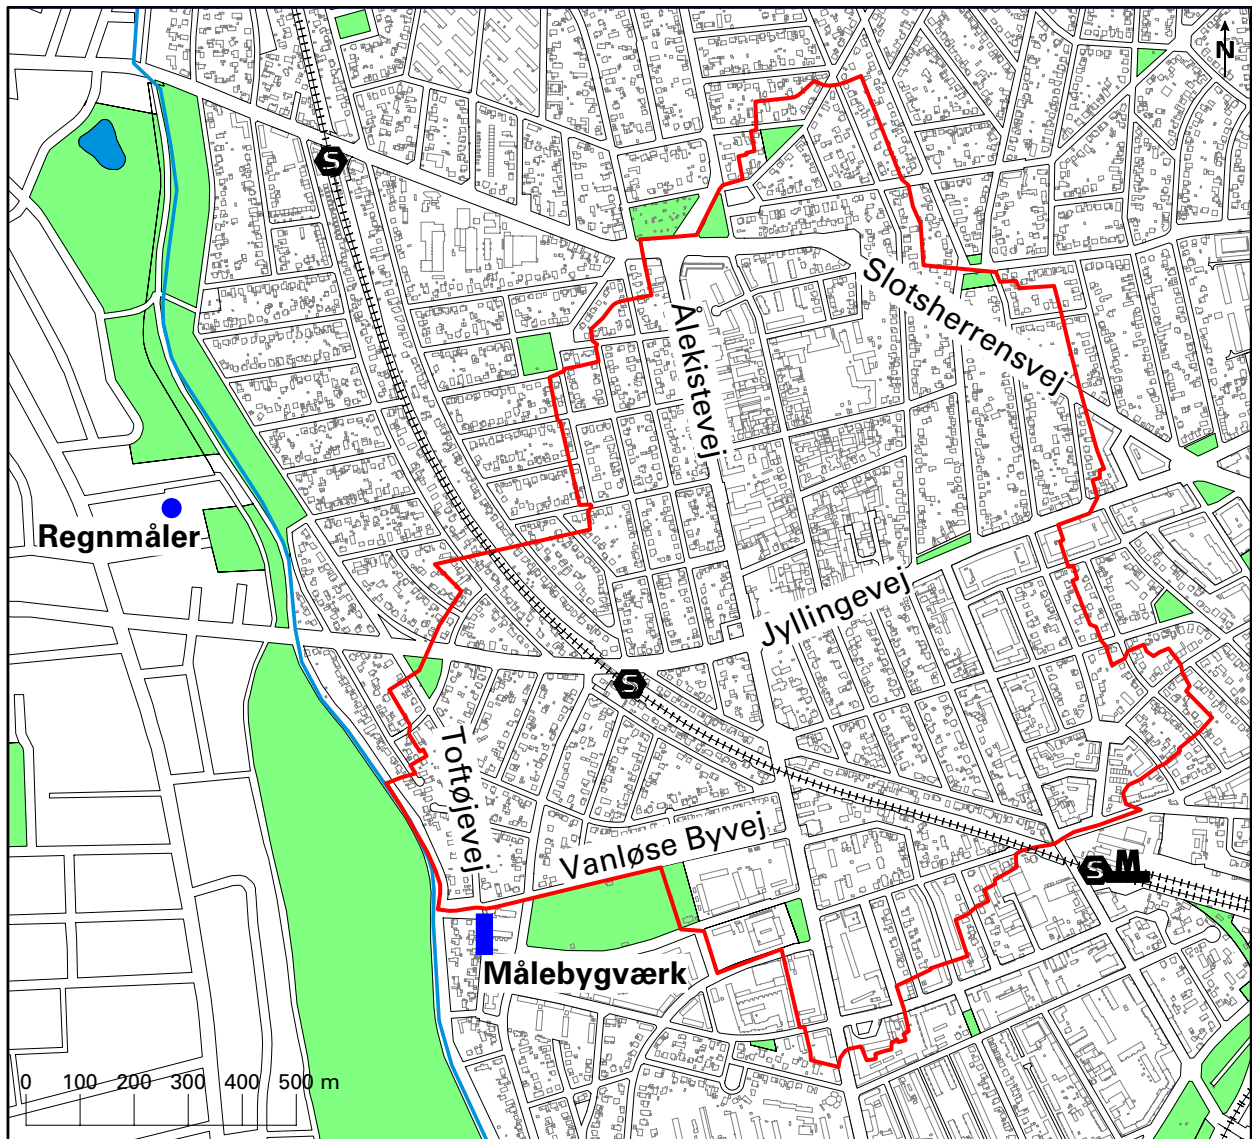 N
S
Slotsherrensvej
Ålekistevej
Regnmåler
Jyllingevej
S
Toftøjevej
Vanløse Byvej
S M
Målebygværk
0 100 200 300 400 500 m